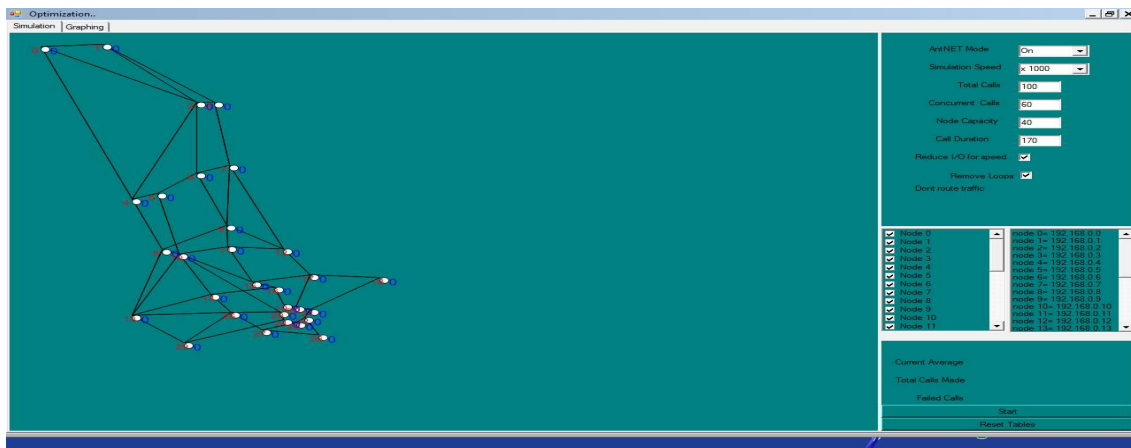 Optimization..
Simulation
Graphing
AntNET Mode
On
Simulation Speed
x 1000
Total Calls
100
Concurrent Calls
60
Node Capacity
40
Call Duration
170
Reduce I/O for speed
Remove Loops
Dont route traffic
Node 0
Node 1
Node 2
Node 3
Node 4
Node 5
Node 6
Node 7
Node 8
Node 9
Node 10
Node 11
node 0= 192.168.0.0
node 1= 192.168.0.1
node 2= 192.168.0.2
node 3= 192.168.0.3
node 4= 192.168.0.4
node 5= 192.168.0.5
node 6= 192.168.0.6
node 7= 192.168.0.7
node 8= 192.168.0.8
node 9= 192.168.0.9
node 10= 192.168.0.10
node 11= 192.168.0.11
node 12= 192.168.0.12
node 13= 192.168.0.13
Current Average
Total Calls Made
Failed Calls
Start
Reset Tables